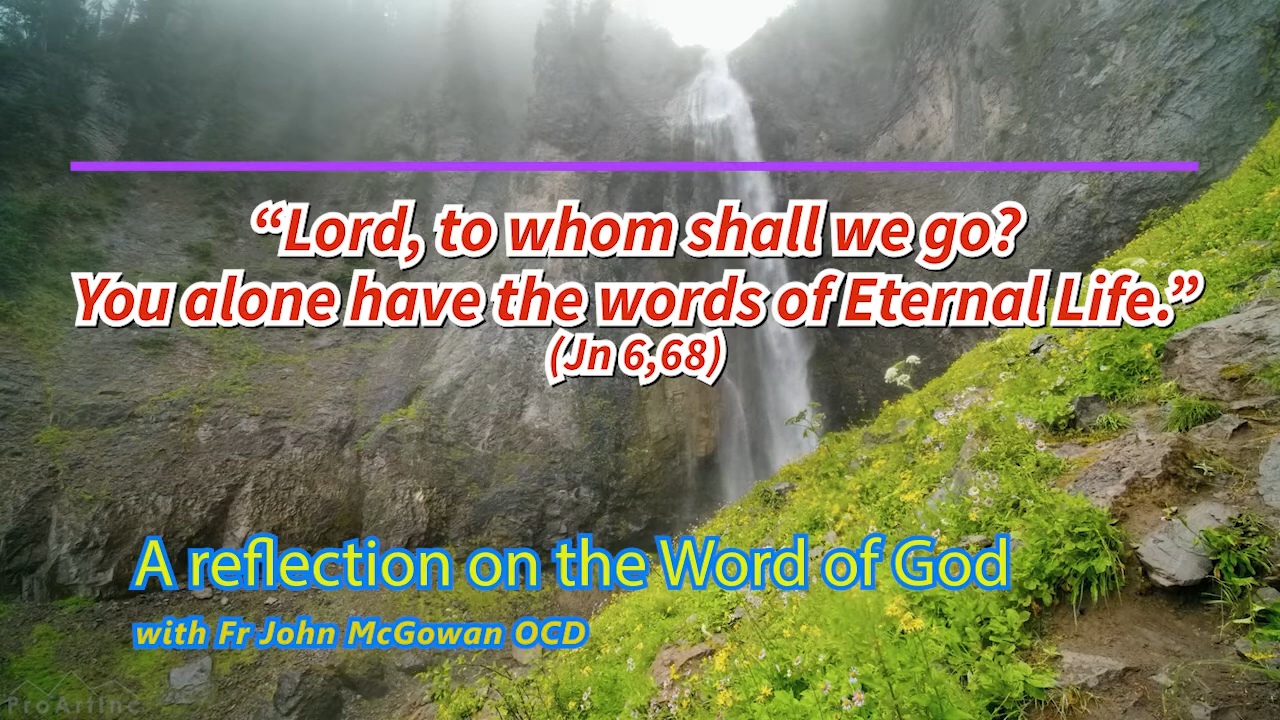 “Lord, to whom shall we go?
You alone have the words of Eternal Life.”
(Jn 6,68)
A reflection on the Word of God
with Fr John McGowan OCD
ProArtInc